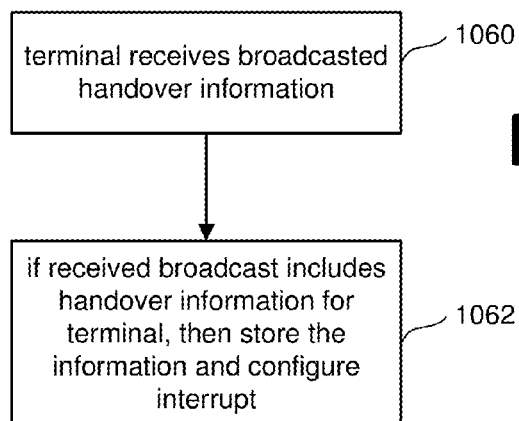 terminal receives broadcasted
handover information
1060
if received broadcast includes
handover information for
terminal, then store the
information and configure
interrupt
1062